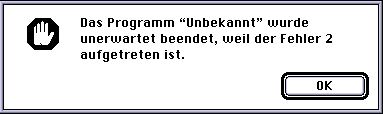 Das Programm “Unbekannt” wurde
unerwartet beendet, weil der Fehler 2
aufgetreten ist.
OK